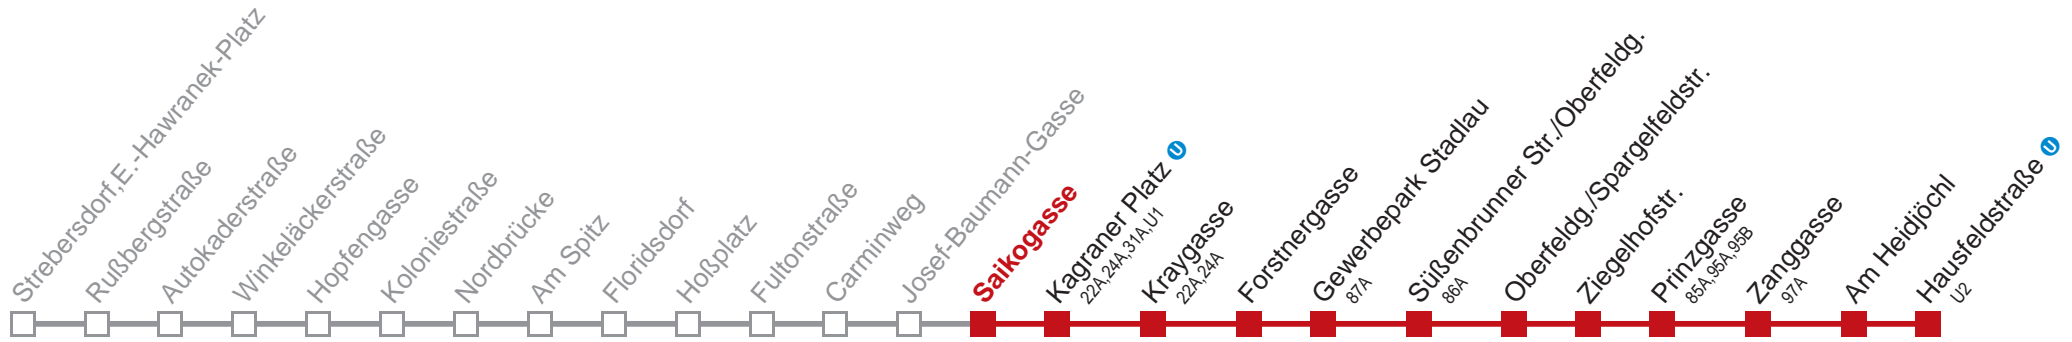 Strebersdorf,E.-Hawranek-Platz
Rußbergstraße
Autokaderstraße
Winkeläckerstraße
Hopfengasse
Koloniestraße
Nordbrücke
Am Spitz
Floridsdorf
Hoßplatz
Fultonstraße
Carminweg
Josef-Baumann-Gasse
Saikogasse
Kagraner Platz U
22A,24A,31A,U1
Kraygasse
22A,24A
Forstnergasse
Gewerbepark Stadlau
87A
Süßenbrunner Str./Oberfeldg.
86A
Oberfeldg./Spargelfeldstr.
Ziegelhofstr.
Prinzgasse
85A,95A,95B
Zanggasse
97A
Am Heidjöchl
Hausfeldstraße U
U2